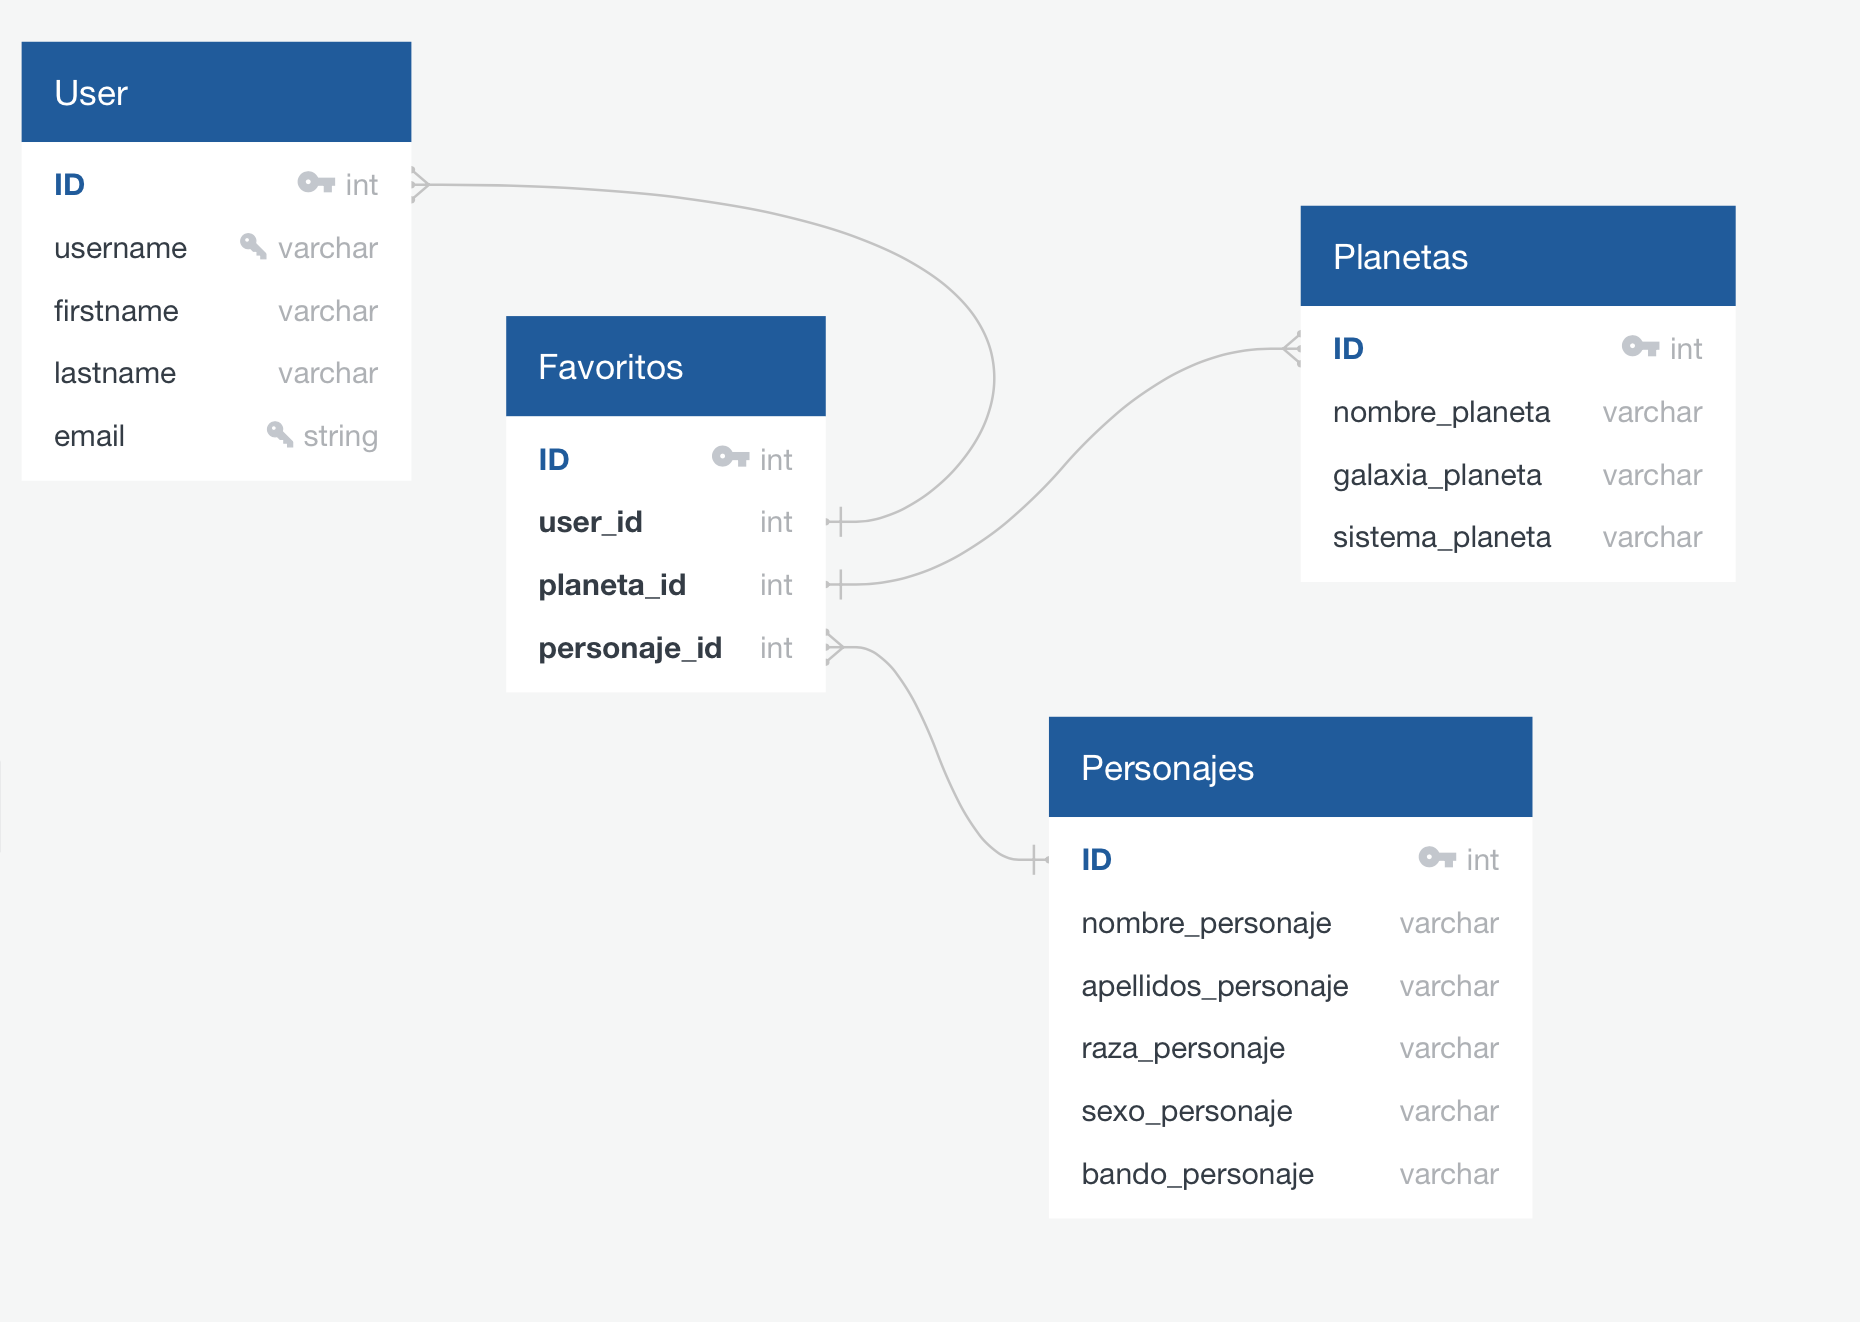 User
ID int
username varchar
firstname varchar
lastname varchar
email string
Favoritos
ID int
user_id int
planeta_id int
personaje_id int
Planetas
ID int
nombre_planeta varchar
galaxia_planeta varchar
sistema_planeta varchar
Personajes
ID int
nombre_personaje varchar
apellidos_personaje varchar
raza_personaje varchar
sexo_personaje varchar
bando_personaje varchar